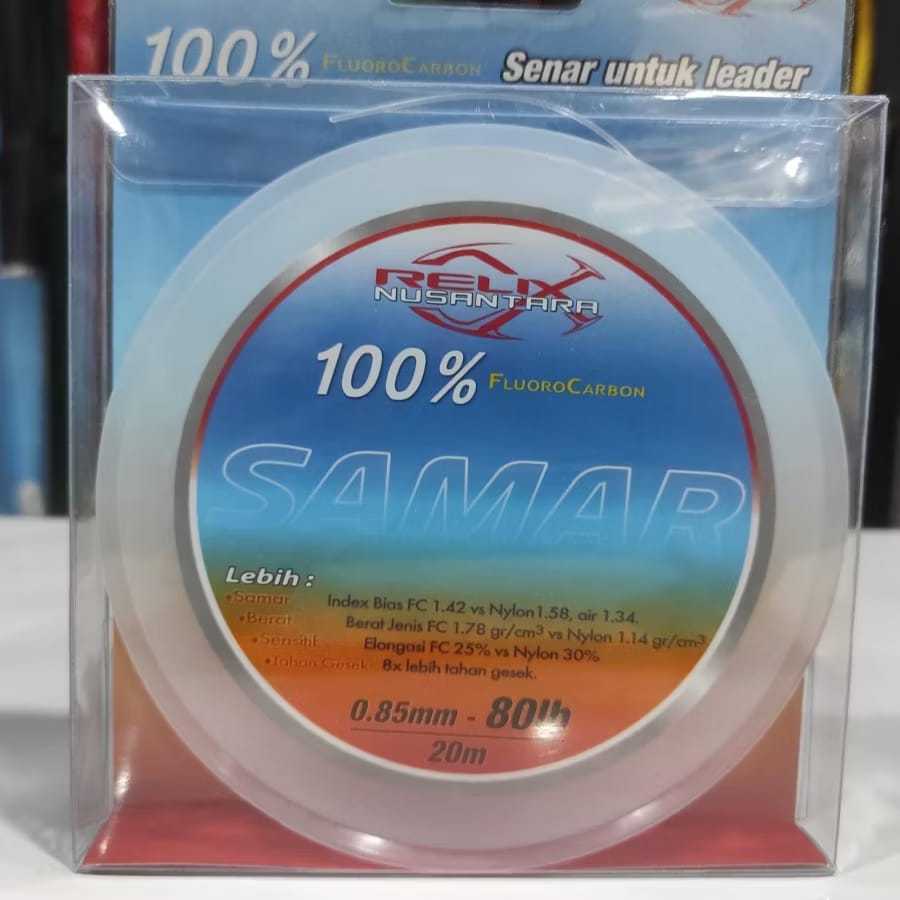 100% FLUOROCARBON Senar untuk leader
RELIX
NUSANTARA
100% FLUOROCARBON
SAMAR
Lebih :
•Samar Index Bias FC 1.42 vs Nylon1.58, air 1.34.
•Berat Berat Jenis FC 1.78 gr/cm³ vs Nylon 1.14 gr/cm³
•Sensitif Elongasi FC 25% vs Nylon 30%
•Tahan Gesek 8x lebih tahan gesek.
0.85mm - 80lb
20m